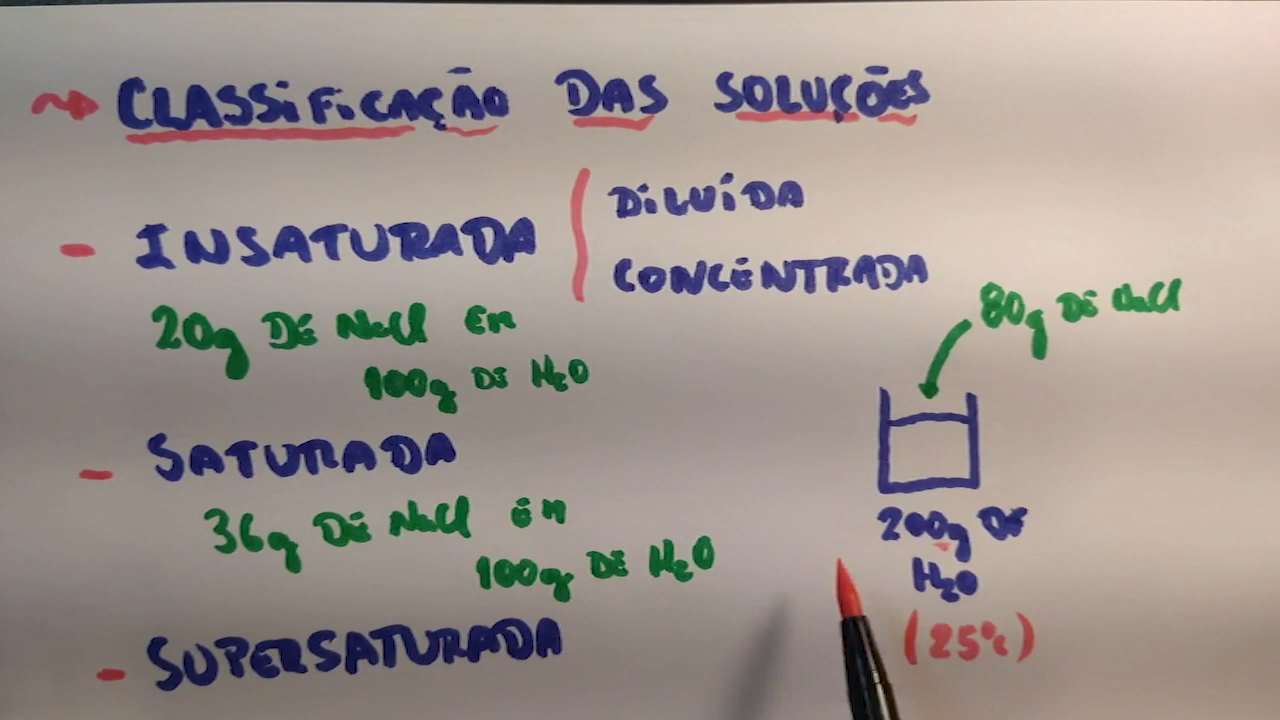 CLASSIFICAÇÃO DAS SOLUÇÕES
- INSATURADA
DILUÍDA
CONCENTRADA
20g DE NaCl EM
100g DE H2O
- SATURADA
36g DE NaCl EM
100g DE H2O
- SUPERSATURADA
80g DE NaCl
200g DE
H2O
(25°C)